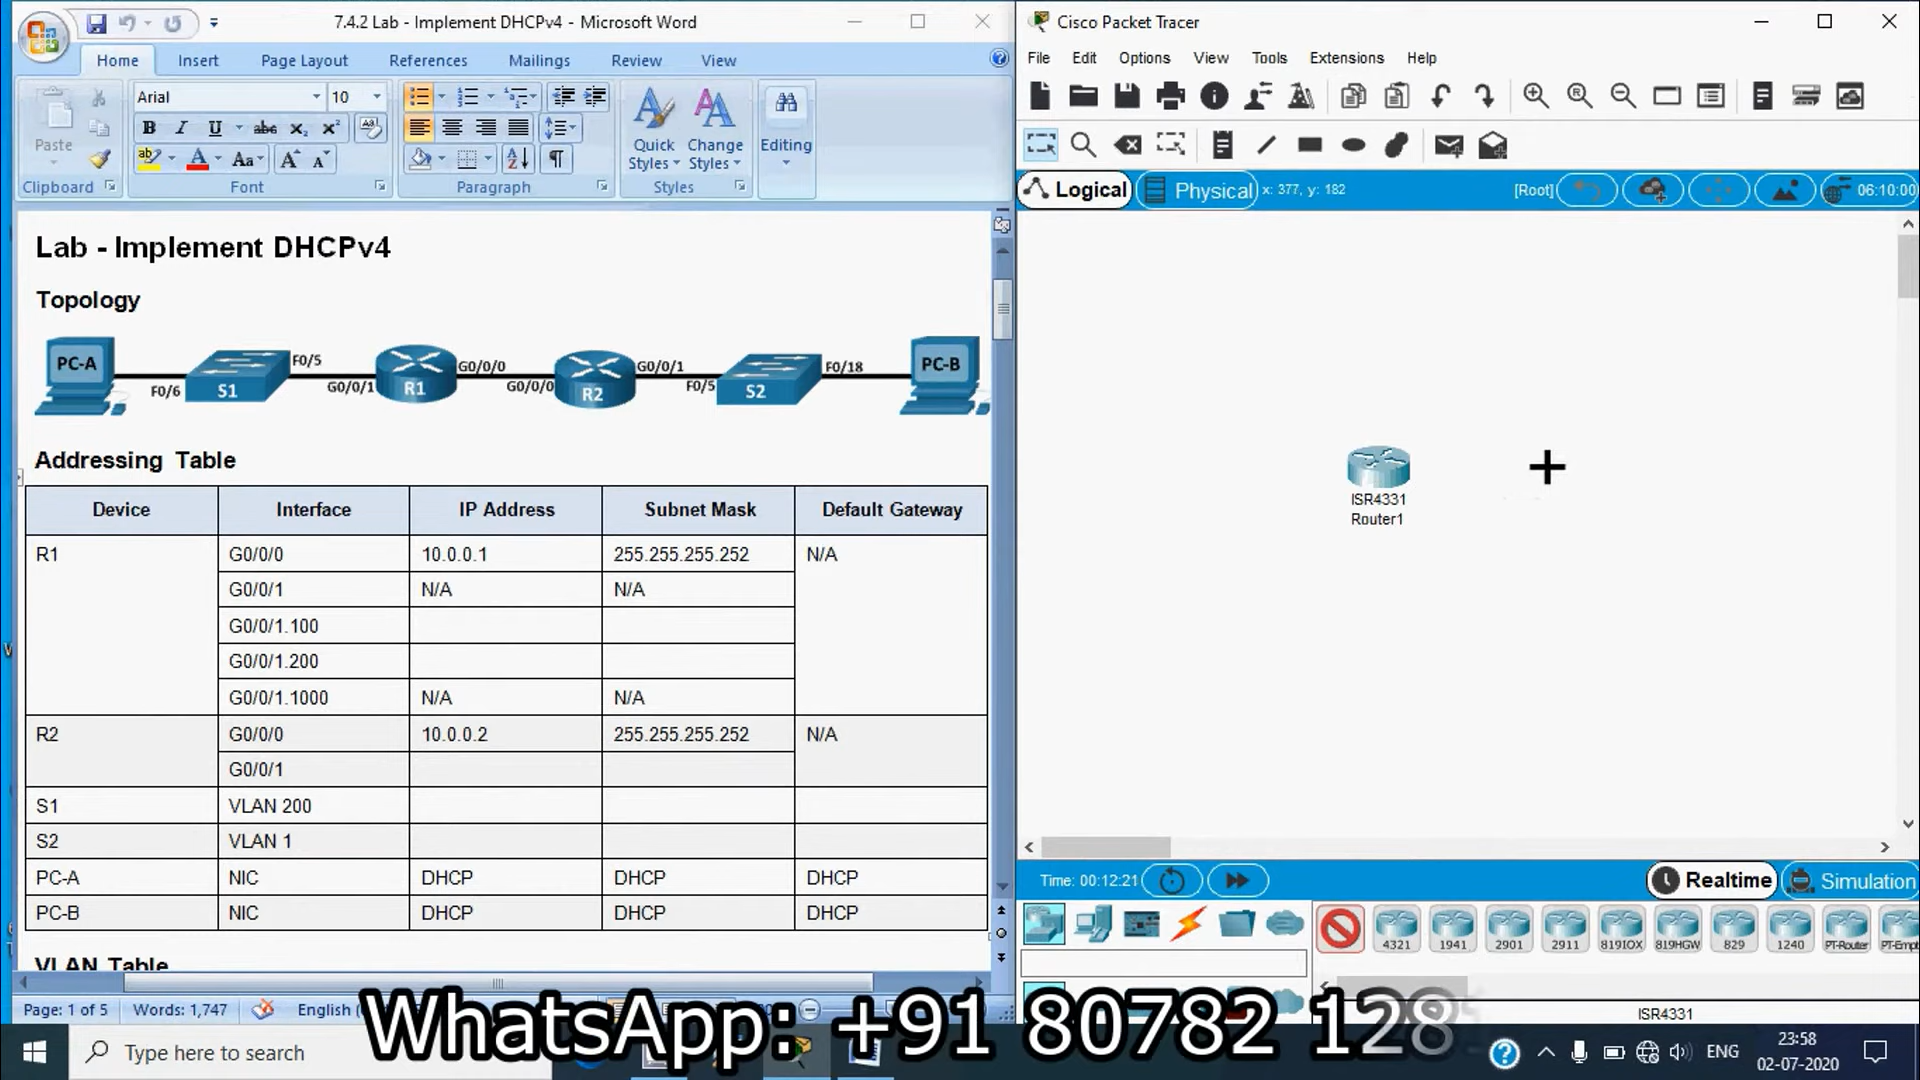 7.4.2 Lab - Implement DHCPv4 - Microsoft Word
Home Insert Page Layout References Mailings Review View
Arial 10
Paste
B I U abc x₂ x²
ab A Aa A A
Quick Styles Change Styles Editing
Clipboard Font Paragraph Styles
Lab - Implement DHCPv4
Topology
PC-A F0/6 S1 F0/5 G0/0/1 R1 G0/0/0 G0/0/0 R2 G0/0/1 F0/5 S2 F0/18 PC-B
Addressing Table
Device Interface IP Address Subnet Mask Default Gateway
R1 G0/0/0 10.0.0.1 255.255.255.252 N/A
G0/0/1 N/A N/A
G0/0/1.100
G0/0/1.200
G0/0/1.1000 N/A N/A
R2 G0/0/0 10.0.0.2 255.255.255.252 N/A
G0/0/1
S1 VLAN 200
S2 VLAN 1
PC-A NIC DHCP DHCP DHCP
PC-B NIC DHCP DHCP DHCP
VLAN Table
Page: 1 of 5 Words: 1,747 English (
Cisco Packet Tracer
File Edit Options View Tools Extensions Help
Logical Physical x: 377, y: 182 [Root] 06:10:00
ISR4331
Router1
Time: 00:12:21 Realtime Simulation
4321 1941 2901 2911 819IOX 819HGW 829 1240 PT-Router PT-Empt
ISR4331
WhatsApp: +91 80782 128
Type here to search
ENG
23:58
02-07-2020